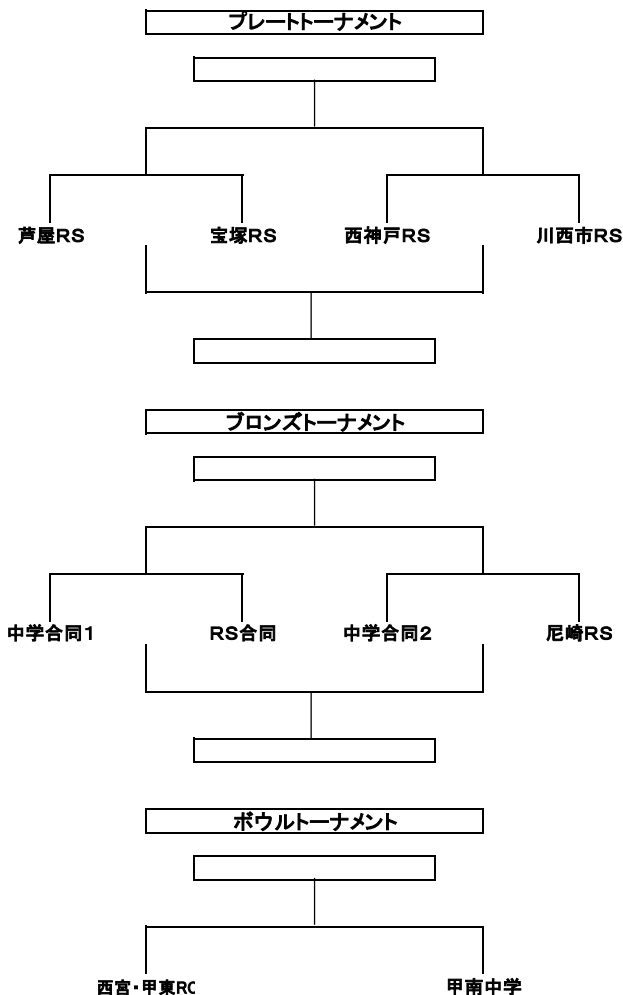 プレートトーナメント
芦屋RS 宝塚RS 西神戸RS 川西市RS
ブロンズトーナメント
中学合同1 RS合同 中学合同2 尼崎RS
ボウルトーナメント
西宮・甲東RC 甲南中学